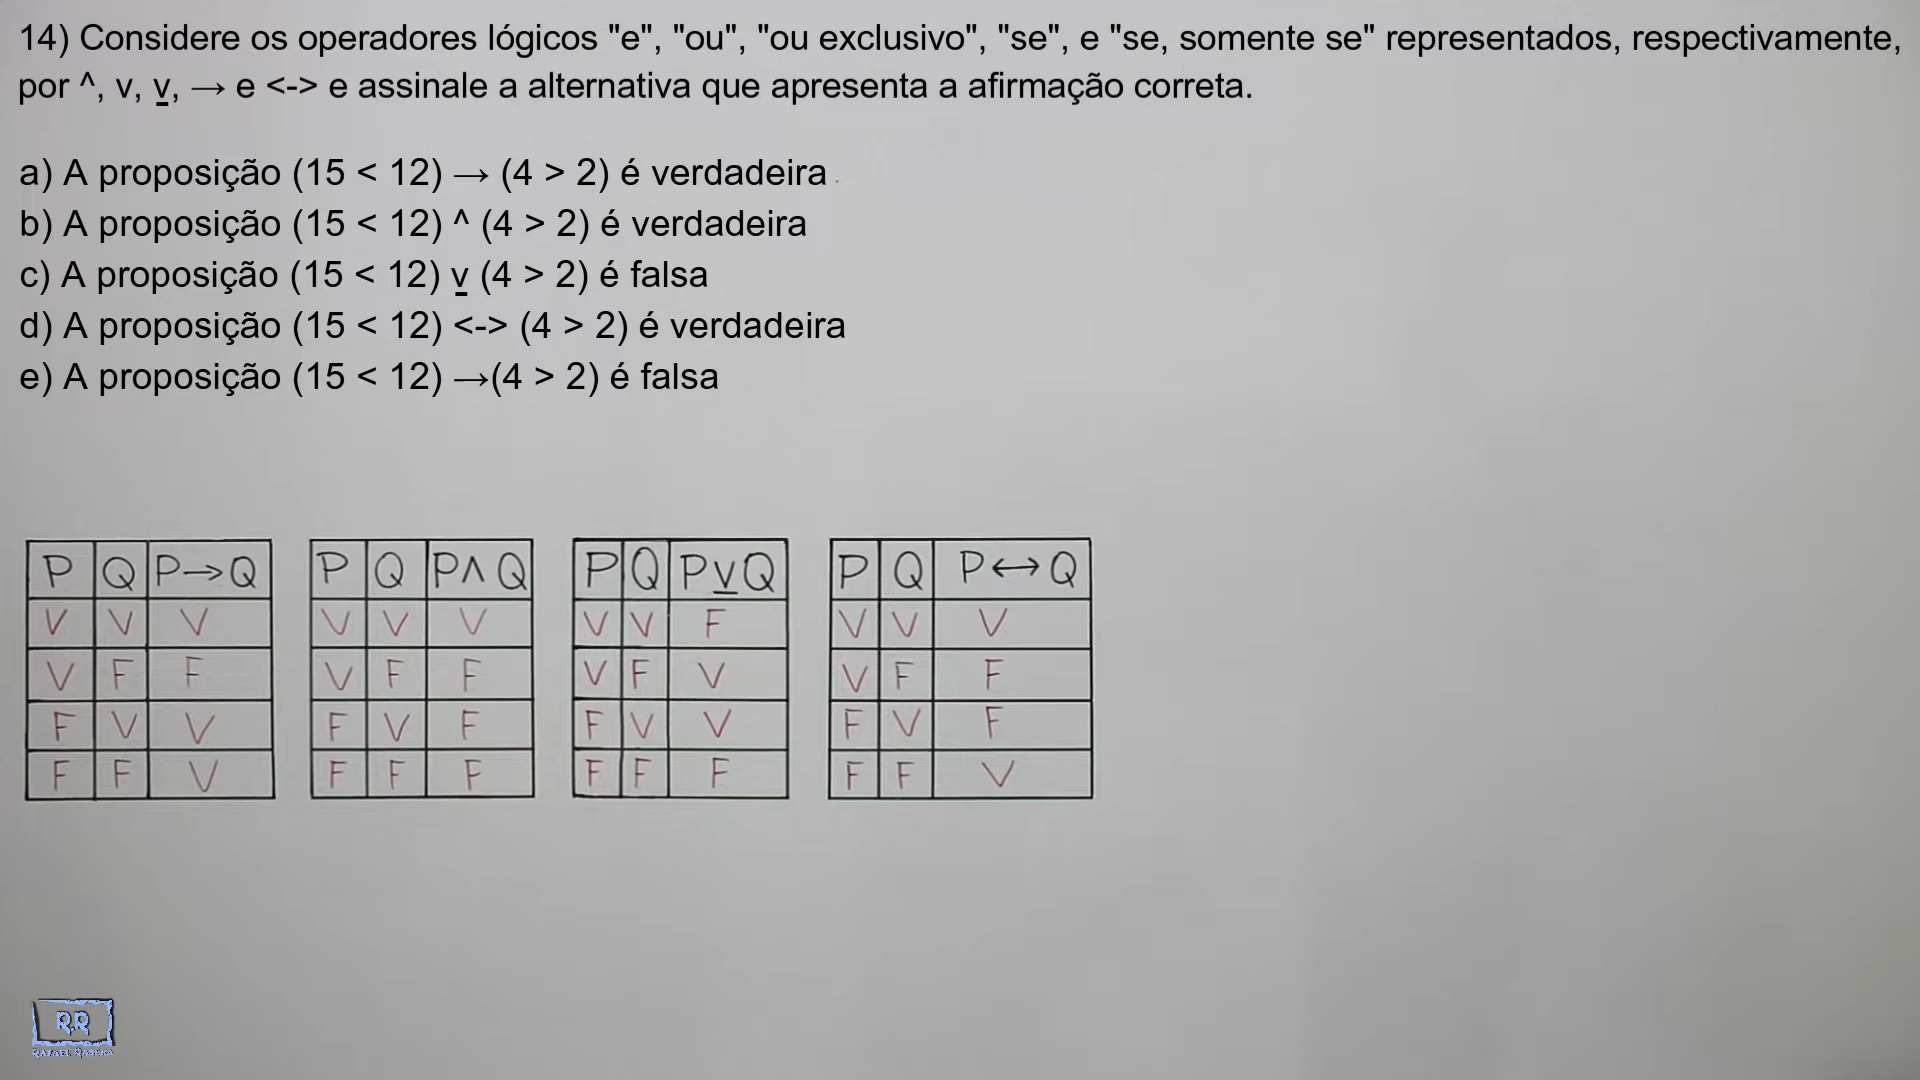 14) Considere os operadores lógicos "e", "ou", "ou exclusivo", "se", e "se, somente se" representados, respectivamente,
por ^, v, v̲, → e <-> e assinale a alternativa que apresenta a afirmação correta.
a) A proposição (15 < 12) → (4 > 2) é verdadeira
b) A proposição (15 < 12) ^ (4 > 2) é verdadeira
c) A proposição (15 < 12) v̲ (4 > 2) é falsa
d) A proposição (15 < 12) <-> (4 > 2) é verdadeira
e) A proposição (15 < 12) →(4 > 2) é falsa
P Q P→Q
V V V
V F F
F V V
F F V
P Q P∧Q
V V V
V F F
F V F
F F F
P Q P∨̲Q
V V F
V F V
F V V
F F F
P Q P↔Q
V V V
V F F
F V F
F F V
RR